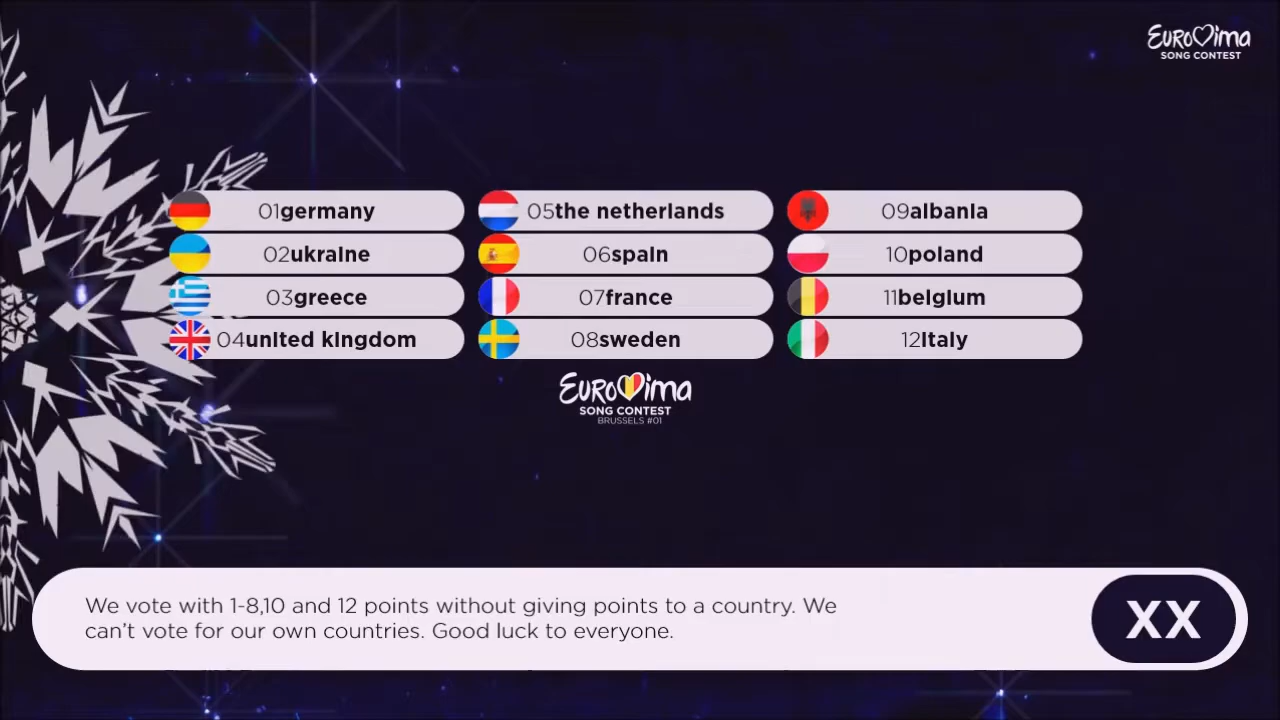 Eurovima
SONG CONTEST
01germany
05the netherlands
09albania
02ukraine
06spain
10poland
03greece
07france
11belgium
04united kingdom
08sweden
12italy
Eurovima
SONG CONTEST
BRUSSELS #01
We vote with 1-8,10 and 12 points without giving points to a country. We
can't vote for our own countries. Good luck to everyone.
XX